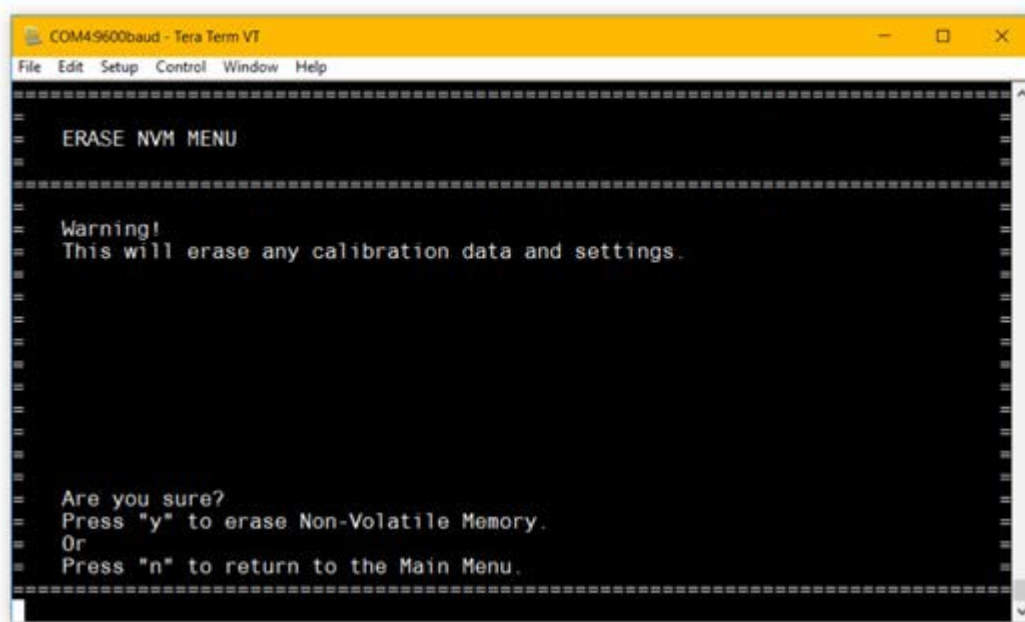 COM4:9600baud - Tera Term VT
File Edit Setup Control Window Help
ERASE NVM MENU
Warning!
This will erase any calibration data and settings.
Are you sure?
Press "y" to erase Non-Volatile Memory.
Or
Press "n" to return to the Main Menu.